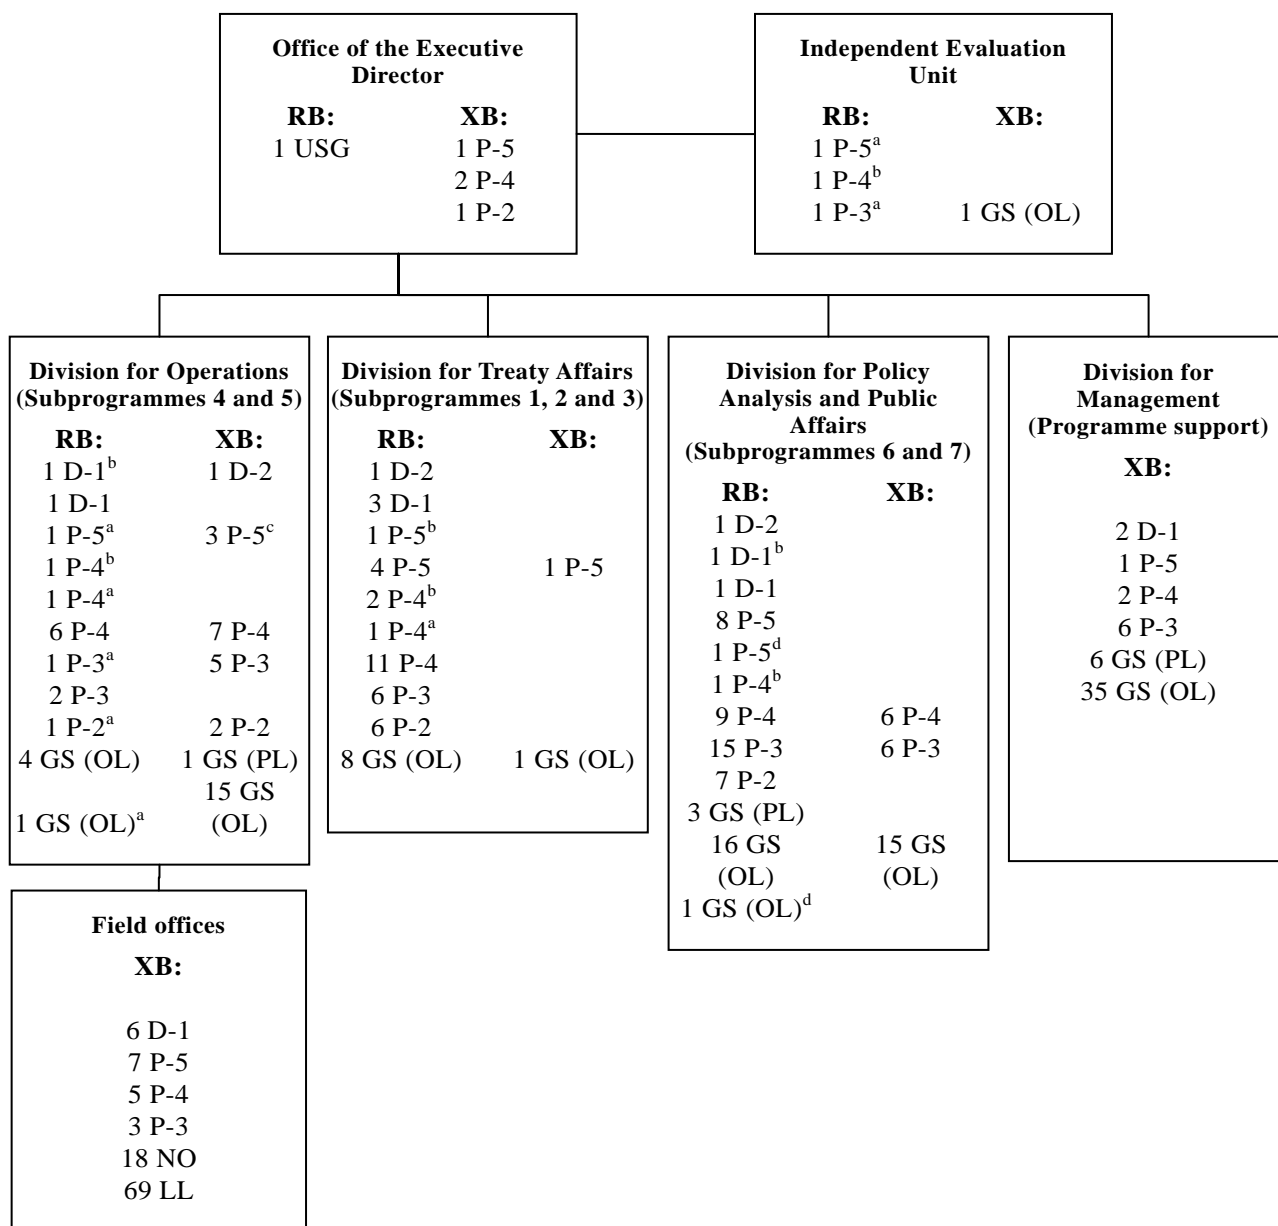 Office of the Executive
Director
RB: XB:
1 USG 1 P-5
2 P-4
1 P-2
Independent Evaluation
Unit
RB: XB:
1 P-5a
1 P-4b
1 P-3a 1 GS (OL)
Division for Operations
(Subprogrammes 4 and 5)
RB: XB:
1 D-1b 1 D-2
1 D-1
1 P-5a 3 P-5c
1 P-4b
1 P-4a
6 P-4 7 P-4
1 P-3a 5 P-3
2 P-3
1 P-2a 2 P-2
4 GS (OL) 1 GS (PL)
15 GS
1 GS (OL)a (OL)
Division for Treaty Affairs
(Subprogrammes 1, 2 and 3)
RB: XB:
1 D-2
3 D-1
1 P-5b
4 P-5 1 P-5
2 P-4b
1 P-4a
11 P-4
6 P-3
6 P-2
8 GS (OL) 1 GS (OL)
Division for Policy
Analysis and Public
Affairs
(Subprogrammes 6 and 7)
RB: XB:
1 D-2
1 D-1b
1 D-1
8 P-5
1 P-5d
1 P-4b
9 P-4 6 P-4
15 P-3 6 P-3
7 P-2
3 GS (PL)
16 GS 15 GS
(OL) (OL)
1 GS (OL)d
Division for
Management
(Programme support)
XB:
2 D-1
1 P-5
2 P-4
6 P-3
6 GS (PL)
35 GS (OL)
Field offices
XB:
6 D-1
7 P-5
5 P-4
3 P-3
18 NO
69 LL